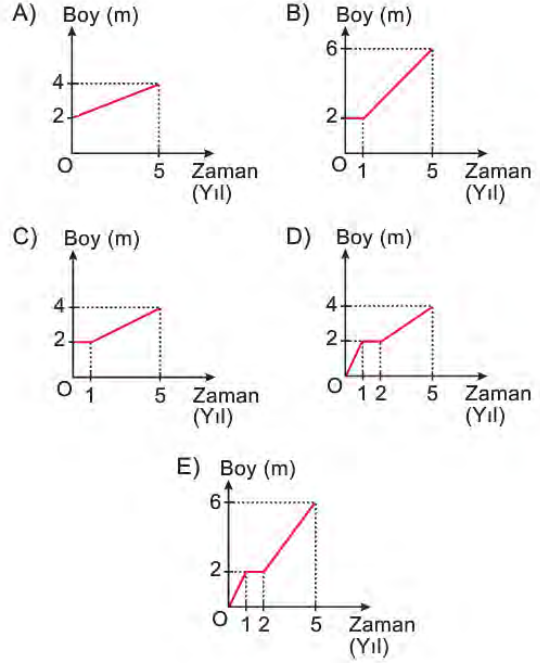 A) Boy (m)
4
2
O
5
Zaman
(Yıl)
B) Boy (m)
6
2
O
1
5
Zaman
(Yıl)
C) Boy (m)
4
2
O
1
5
Zaman
(Yıl)
D) Boy (m)
4
2
O
1
2
5
Zaman
(Yıl)
E) Boy (m)
6
2
O
1
2
5
Zaman
(Yıl)